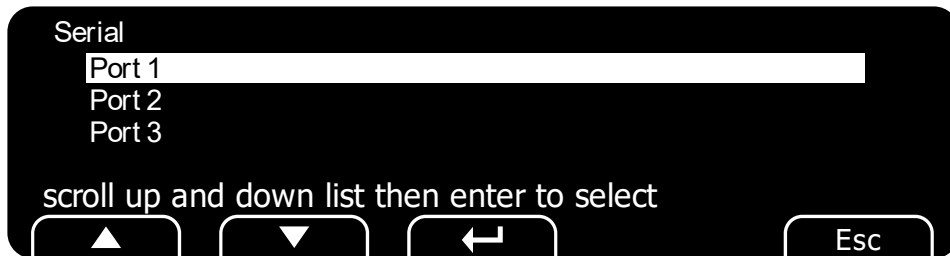 Serial
Port 1
Port 2
Port 3
scroll up and down list then enter to select
Esc